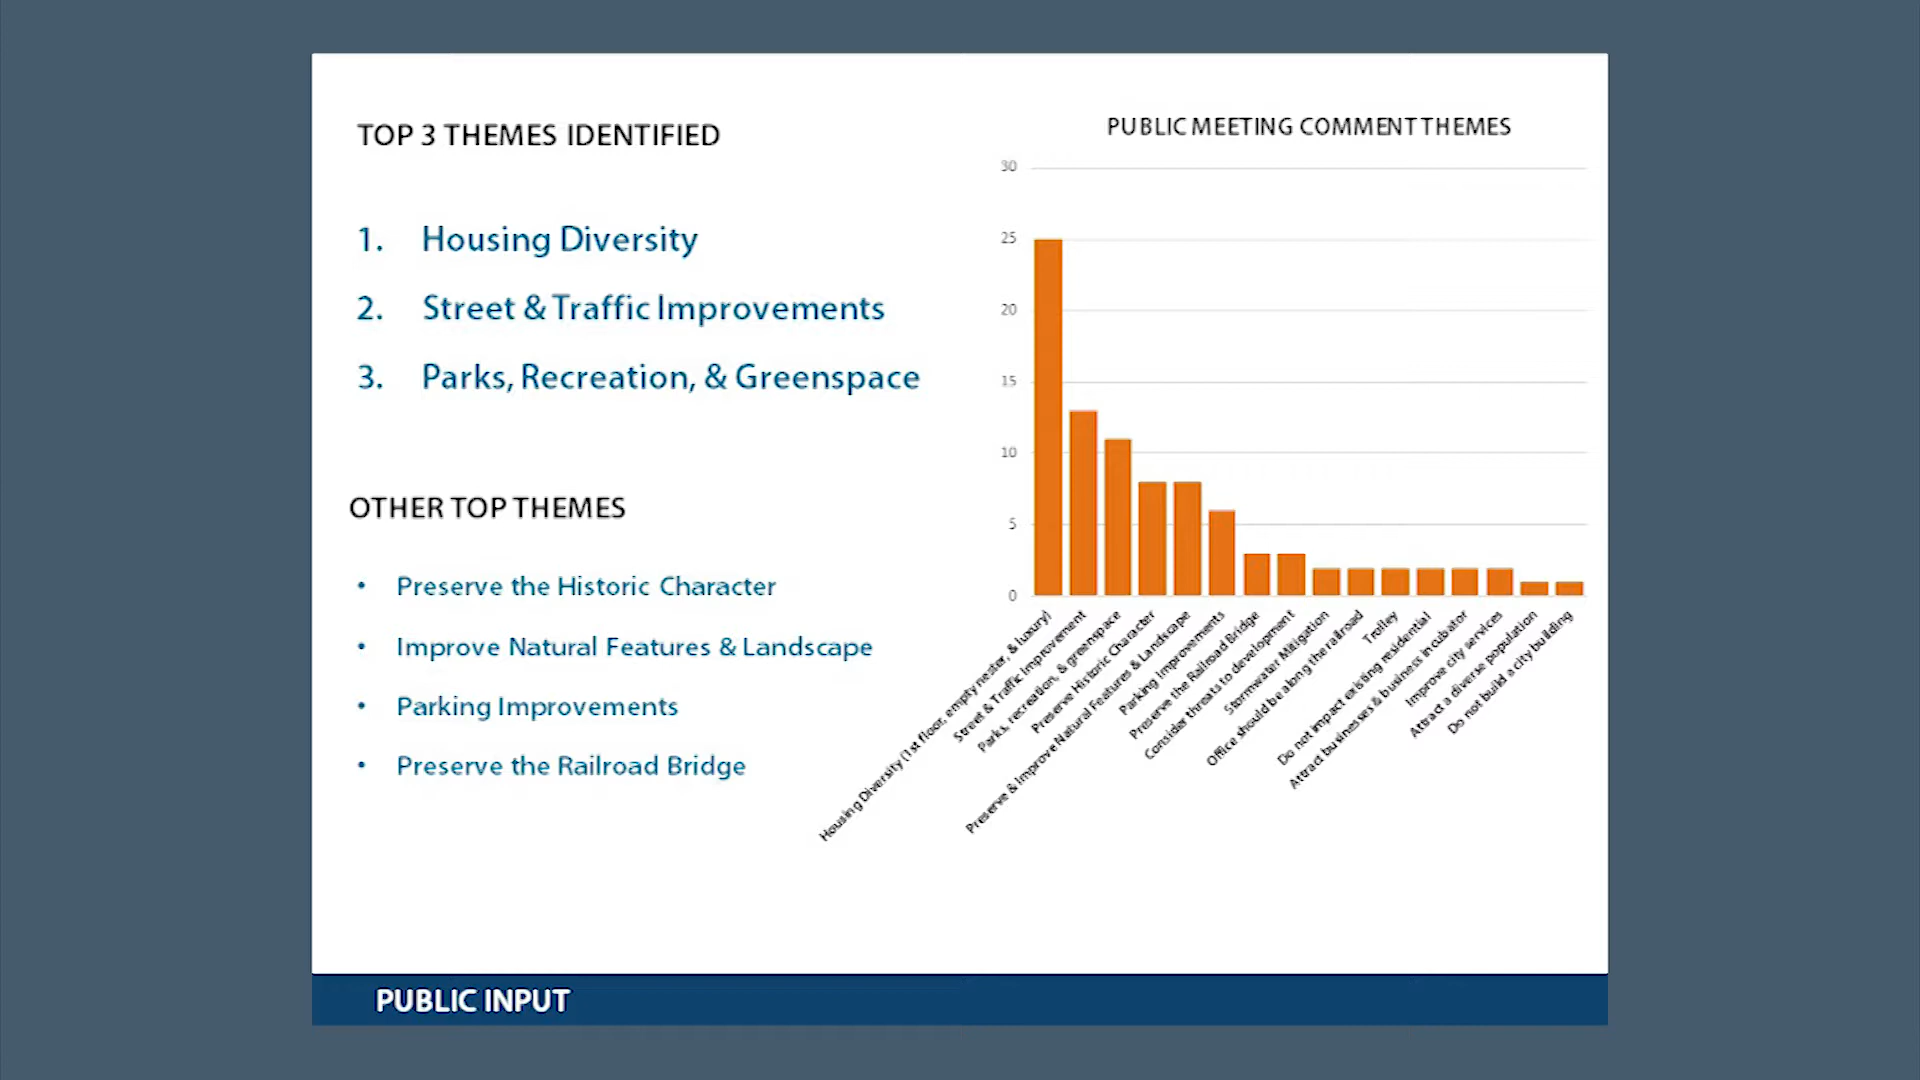 TOP 3 THEMES IDENTIFIED
1. Housing Diversity
2. Street & Traffic Improvements
3. Parks, Recreation, & Greenspace
OTHER TOP THEMES
• Preserve the Historic Character
• Improve Natural Features & Landscape
• Parking Improvements
• Preserve the Railroad Bridge
PUBLIC MEETING COMMENT THEMES
30
25
20
15
10
5
0
Housing Diversity (1st floor, empty nester, & luxury)
Street & Traffic Improvement
Parks, recreation, & greenspace
Preserve Historic Character
Preserve & Improve Natural Features & Landscape
Parking Improvements
Preserve the Railroad Bridge
Consider threats to development
Stormwater Mitigation
Office should be along the railroad
Trolley
Do not impact existing residential
Attract businesses & business incubator
Improve city services
Attract a diverse population
Do not build a city building
PUBLIC INPUT